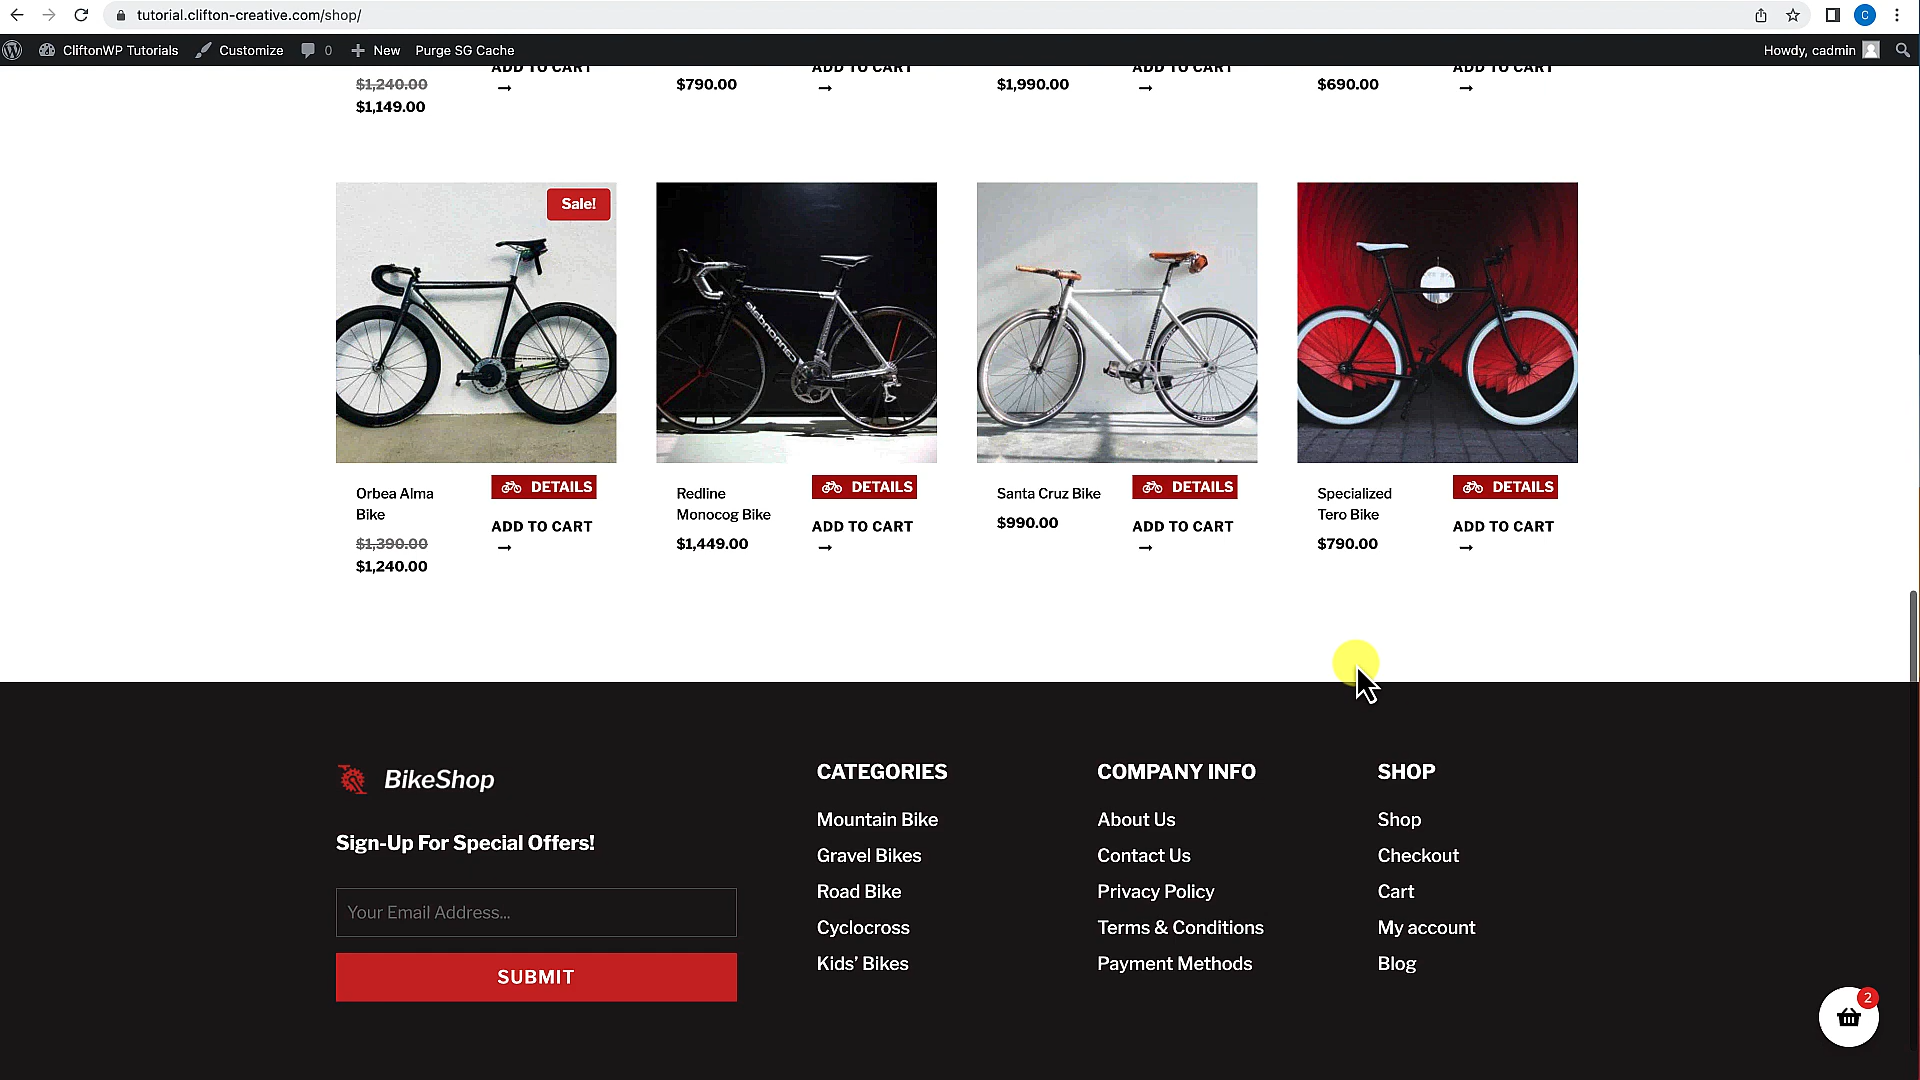 tutorial.clifton-creative.com/shop/
C
CliftonWP Tutorials
Customize
0
New
Purge SG Cache
Howdy, cadmin
ADD TO CART
ADD TO CART
ADD TO CART
ADD TO CART
$1,240.00
→
$790.00
→
$1,990.00
→
$690.00
→
$1,149.00
Sale!
cannondale
Orbea Alma
Bike
$1,390.00
$1,240.00
DETAILS
ADD TO CART
→
Redline
Monocog Bike
$1,449.00
DETAILS
ADD TO CART
→
Santa Cruz Bike
$990.00
DETAILS
ADD TO CART
→
Specialized
Tero Bike
$790.00
DETAILS
ADD TO CART
→
BikeShop
Sign-Up For Special Offers!
Your Email Address...
SUBMIT
CATEGORIES
Mountain Bike
Gravel Bikes
Road Bike
Cyclocross
Kids’ Bikes
COMPANY INFO
About Us
Contact Us
Privacy Policy
Terms & Conditions
Payment Methods
SHOP
Shop
Checkout
Cart
My account
Blog
2